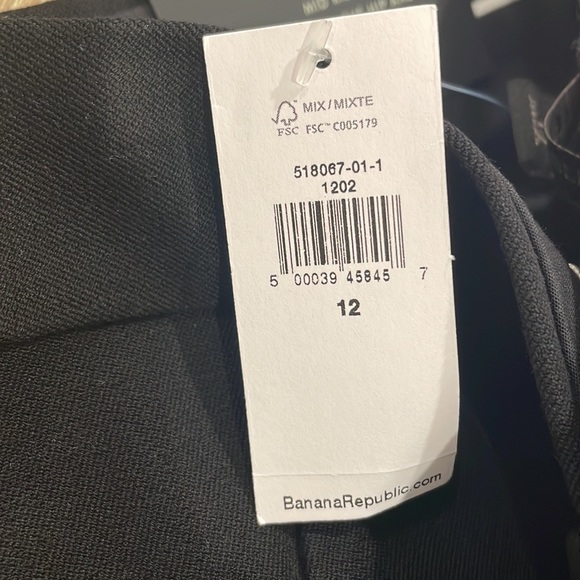 MIX/MIXTE
FSC FSC™ C005179
518067-01-1
1202
5 00039 45845 7
12
BananaRepublic.com